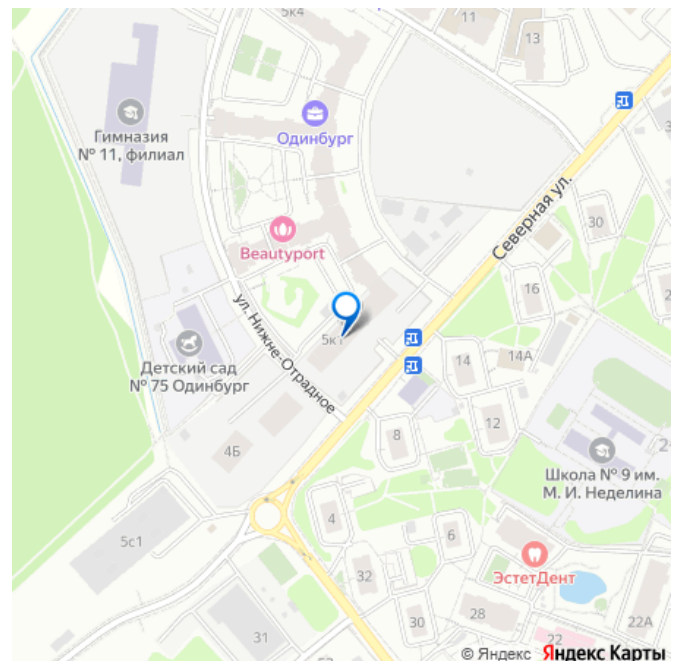 5к4
11
13
Гимназия
№ 11, филиал
Одинбург
Северная ул.
30
Beautyport
16
ул. Нижне-Отрадное
5к1
Детский сад
№ 75 Одинбург
14
14А
12
8
4Б
Школа № 9 им.
М. И. Неделина
4
6
5с1
ЭстетДент
32
28
30
22А
31
22
© Яндекс Яндекс Карты